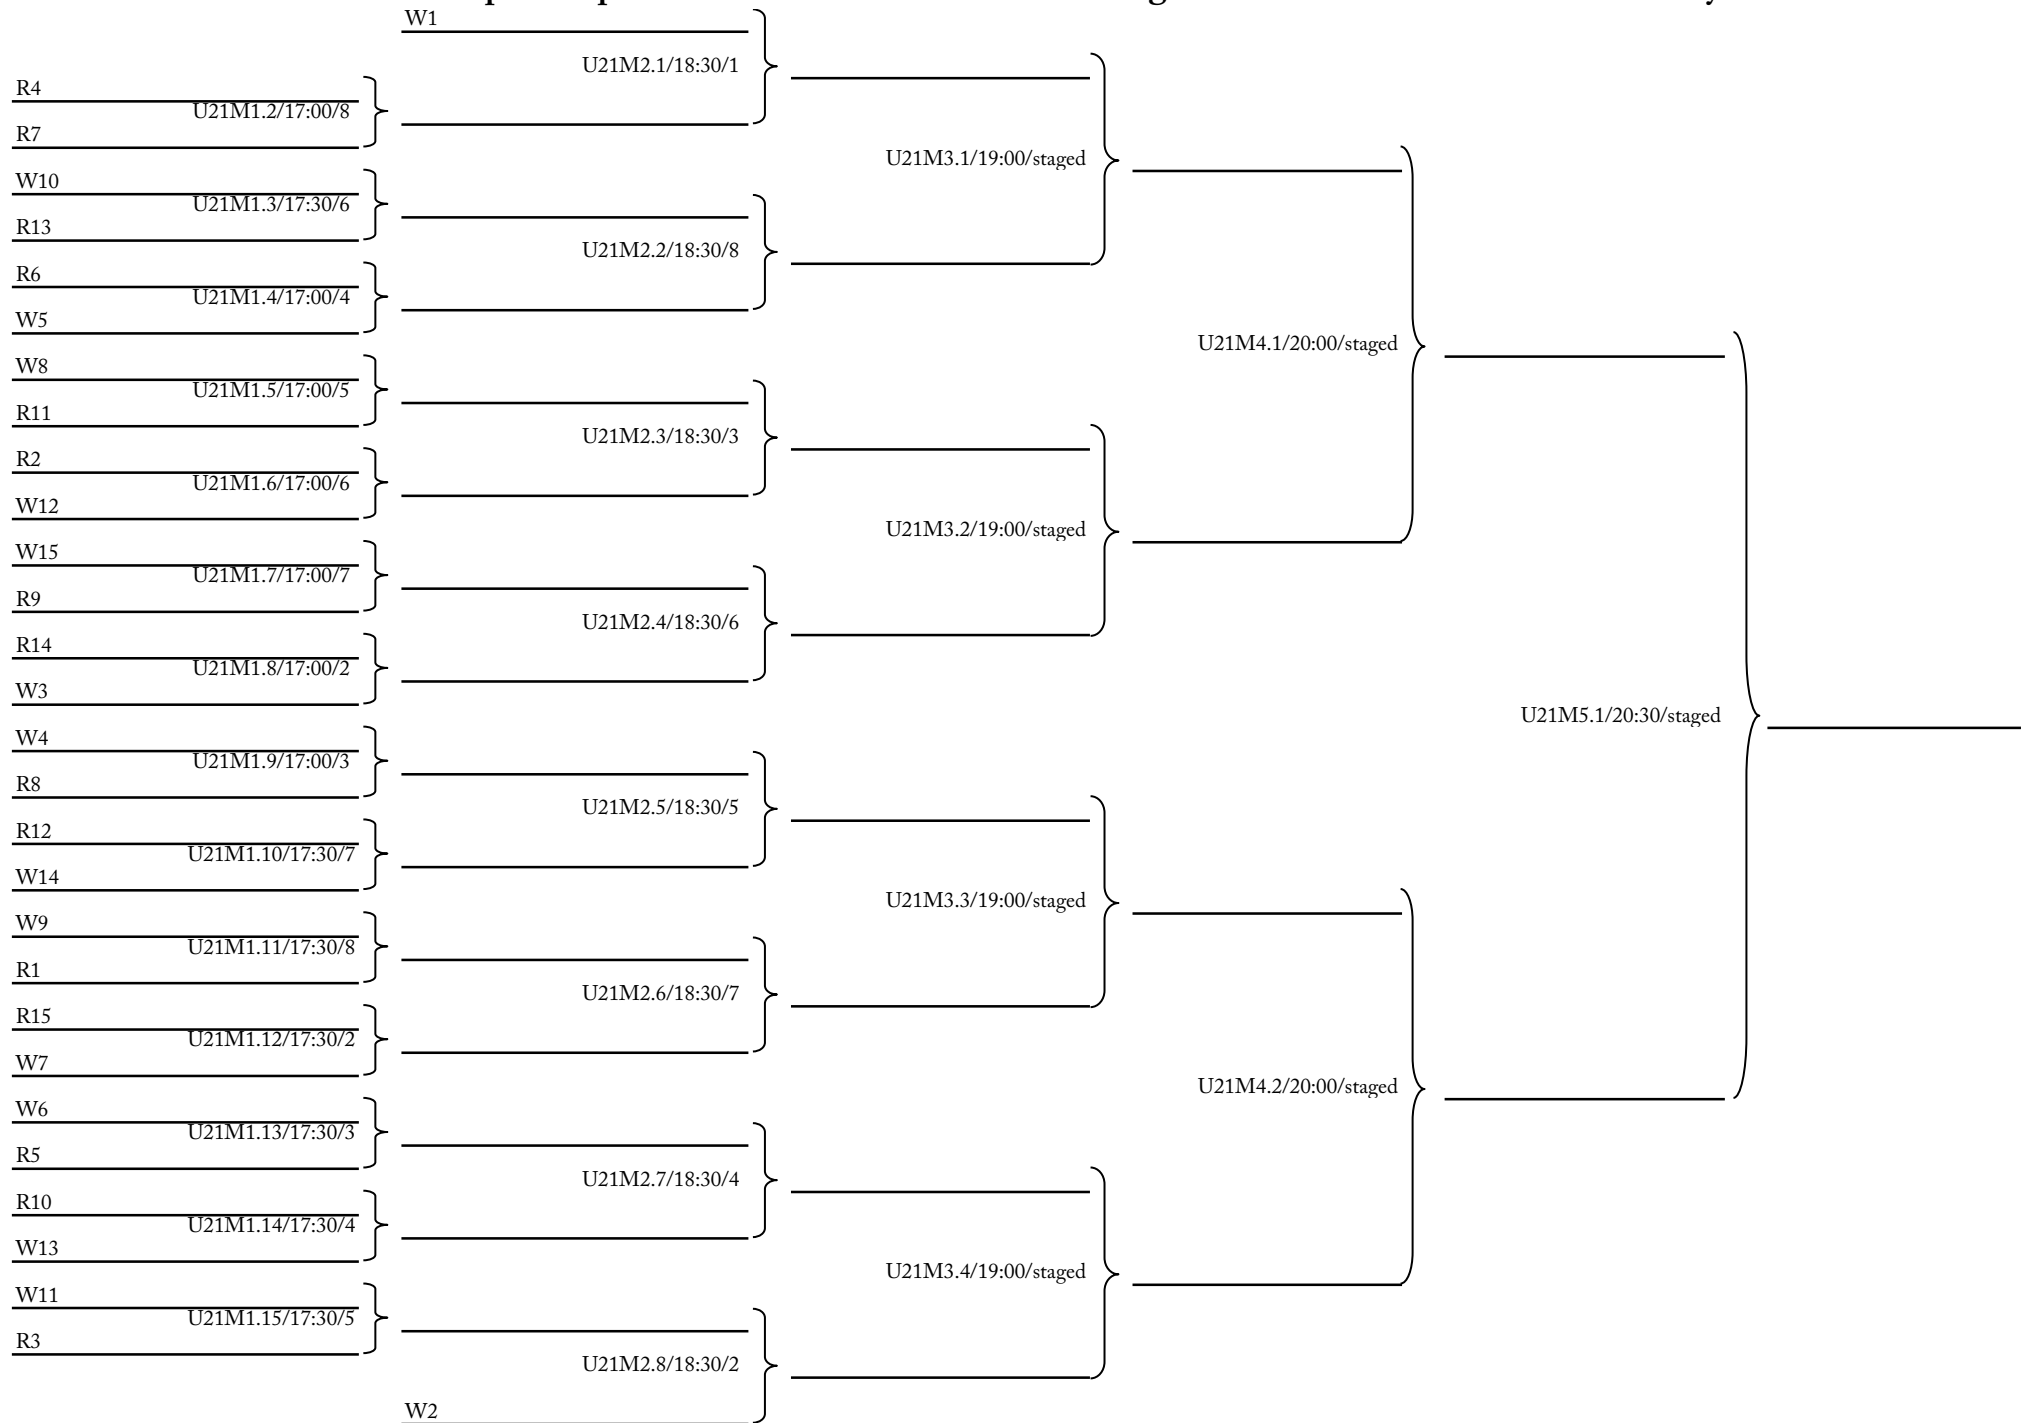 W1
U21M2.1/18:30/1
R4
U21M1.2/17:00/8
R7
U21M3.1/19:00/staged
W10
U21M1.3/17:30/6
R13
U21M2.2/18:30/8
R6
U21M1.4/17:00/4
W5
U21M4.1/20:00/staged
W8
U21M1.5/17:00/5
R11
U21M2.3/18:30/3
R2
U21M1.6/17:00/6
W12
U21M3.2/19:00/staged
W15
U21M1.7/17:00/7
R9
U21M2.4/18:30/6
R14
U21M1.8/17:00/2
W3
U21M5.1/20:30/staged
W4
U21M1.9/17:00/3
R8
U21M2.5/18:30/5
R12
U21M1.10/17:30/7
W14
U21M3.3/19:00/staged
W9
U21M1.11/17:30/8
R1
U21M2.6/18:30/7
R15
U21M1.12/17:30/2
W7
U21M4.2/20:00/staged
W6
U21M1.13/17:30/3
R5
U21M2.7/18:30/4
R10
U21M1.14/17:30/4
W13
U21M3.4/19:00/staged
W11
U21M1.15/17:30/5
R3
U21M2.8/18:30/2
W2